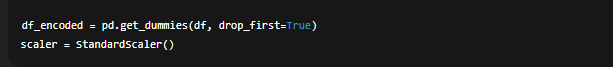 df_encoded = pd.get_dummies(df, drop_first=True)
scaler = StandardScaler()